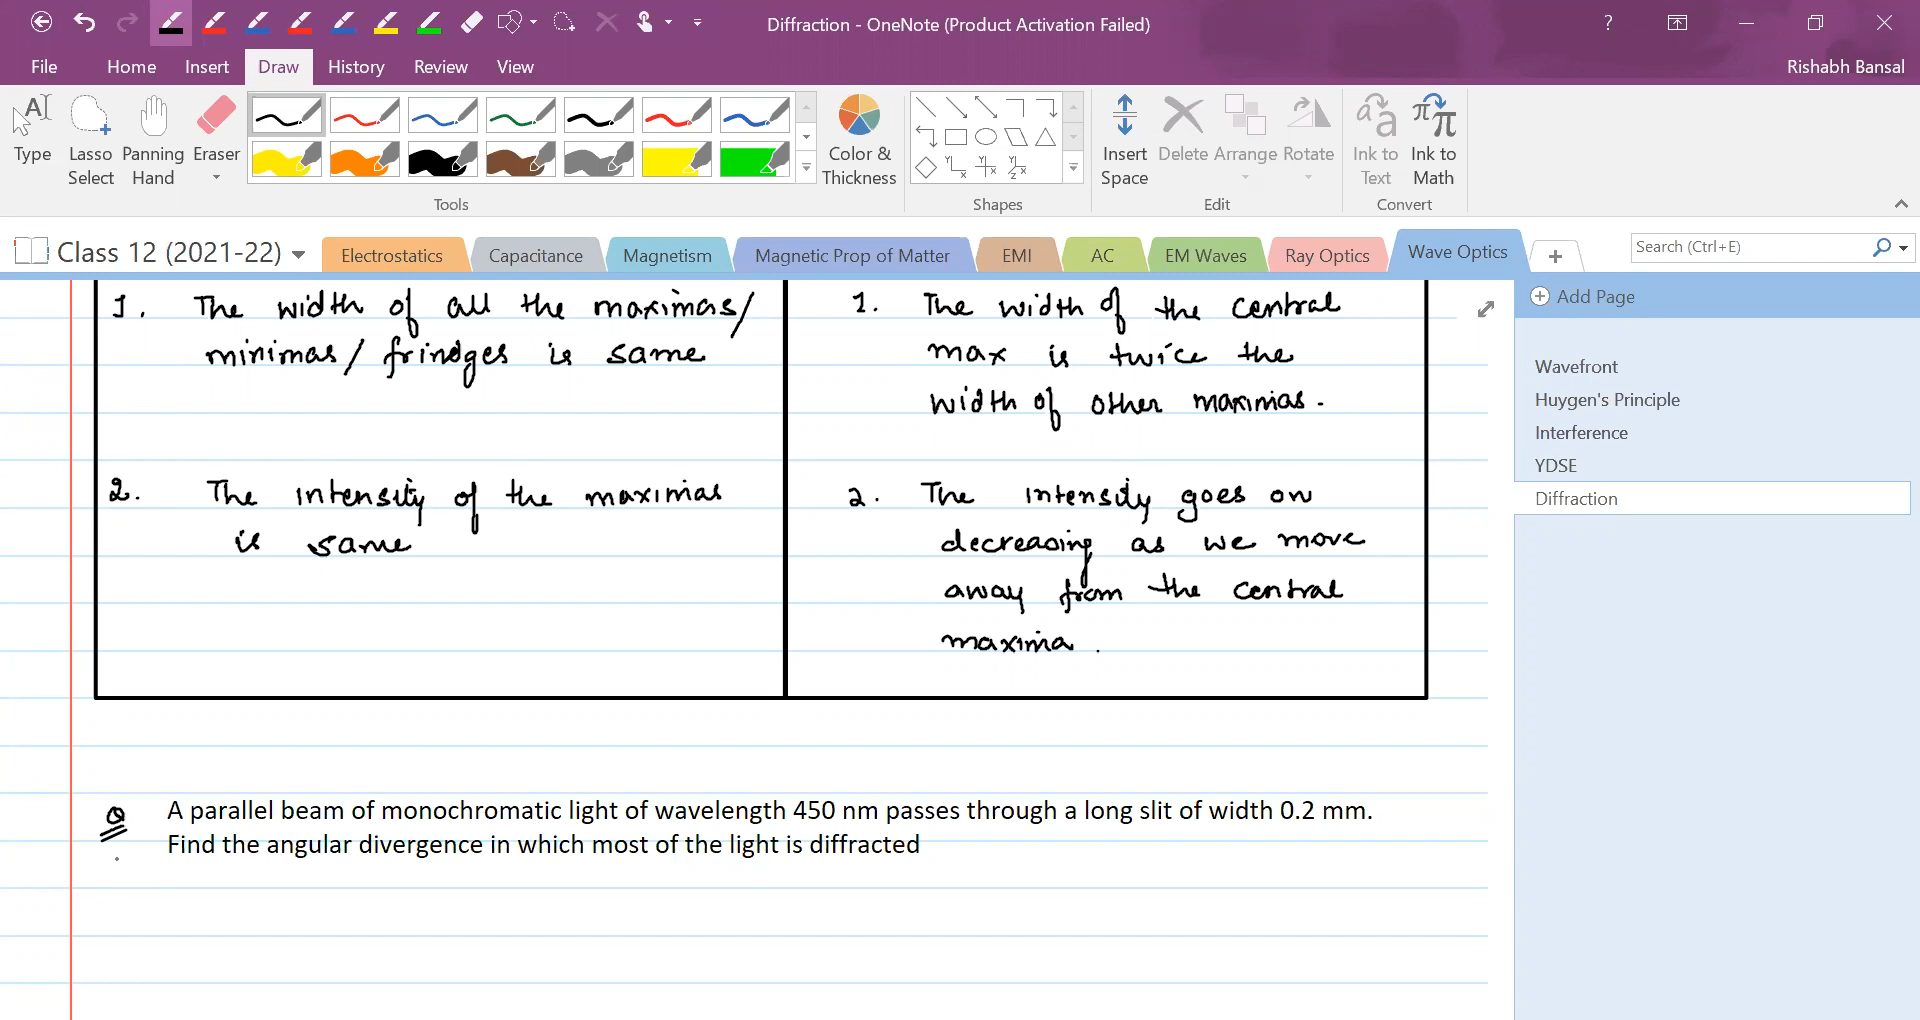 Diffraction - OneNote (Product Activation Failed)
?
File Home Insert Draw History Review View
Rishabh Bansal
Type
Lasso Select
Panning Hand
Eraser
Color & Thickness
Insert Space
Delete
Arrange
Rotate
Ink to Text
Ink to Math
Tools
Shapes
Edit
Convert
Class 12 (2021-22)
Electrostatics
Capacitance
Magnetism
Magnetic Prop of Matter
EMI
AC
EM Waves
Ray Optics
Wave Optics
Search (Ctrl+E)
Add Page
Wavefront
Huygen's Principle
Interference
YDSE
Diffraction
1. The width of all the maximas/
minimas/ frindges is same
2. The intensity of the maximas
is same
1. The width of the central
max is twice the
width of other maximas.
2. The intensity goes on
decreasing as we move
away from the central
maxima.
Q
A parallel beam of monochromatic light of wavelength 450 nm passes through a long slit of width 0.2 mm.
Find the angular divergence in which most of the light is diffracted